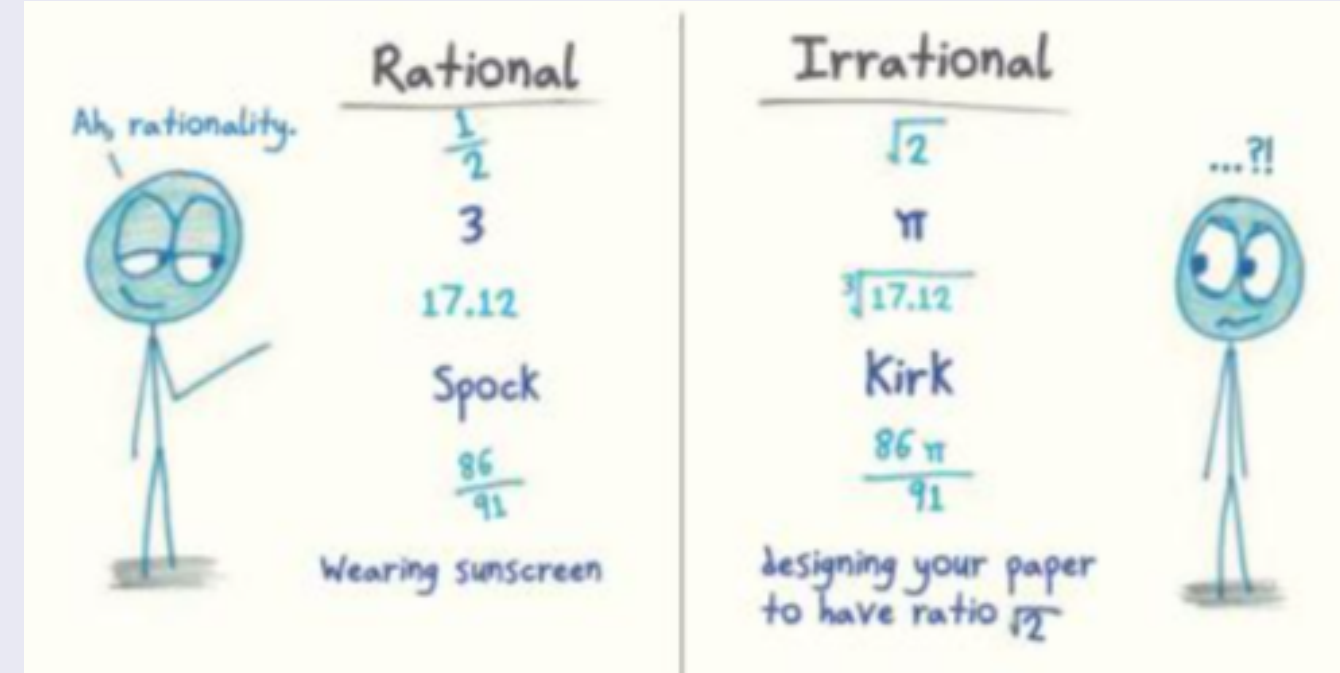 Rational
Ah, rationality.
1
2
3
17.12
Spock
86
91
Wearing sunscreen
Irrational
√2
...?!
π
∛17.12
Kirk
86 π
91
designing your paper
to have ratio √2